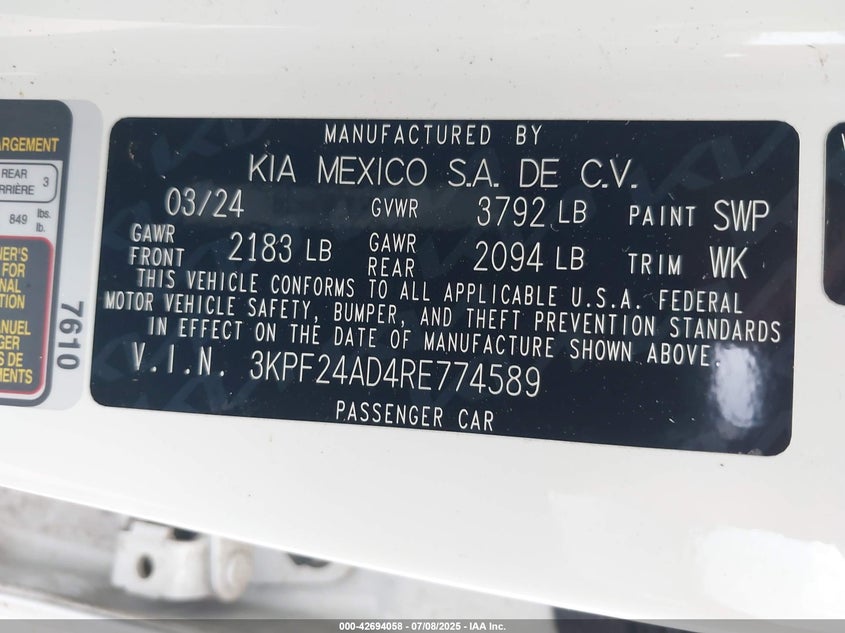 ARGEMENT
REAR
3
849 lbs.
lb.
FOR
7610
MANUFACTURED BY
KIA MEXICO S.A. DE C.V.
03/24 GVWR 3792 LB PAINT SWP
GAWR FRONT 2183 LB GAWR REAR 2094 LB TRIM WK
THIS VEHICLE CONFORMS TO ALL APPLICABLE U.S.A. FEDERAL
MOTOR VEHICLE SAFETY, BUMPER, AND THEFT PREVENTION STANDARDS
IN EFFECT ON THE DATE OF MANUFACTURE SHOWN ABOVE.
V.I.N. 3KPF24AD4RE774589
PASSENGER CAR
000-42694058 - 07/08/2025 - IAA Inc.